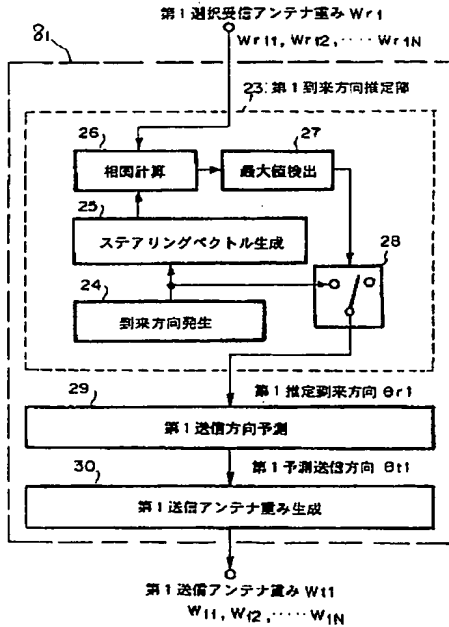 第1選択受信アンテナ重み Wr1
Wr11, Wr12, ···· Wr1N
81
23:第1到来方向推定部
26
27
相関計算
最大値検出
25
ステアリングベクトル生成
28
24
到来方向発生
第1推定到来方向 θr1
29
第1送信方向予測
第1予測送信方向 θt1
30
第1送信アンテナ重み生成
第1送信アンテナ重み Wt1
W11, W12, ····· W1N